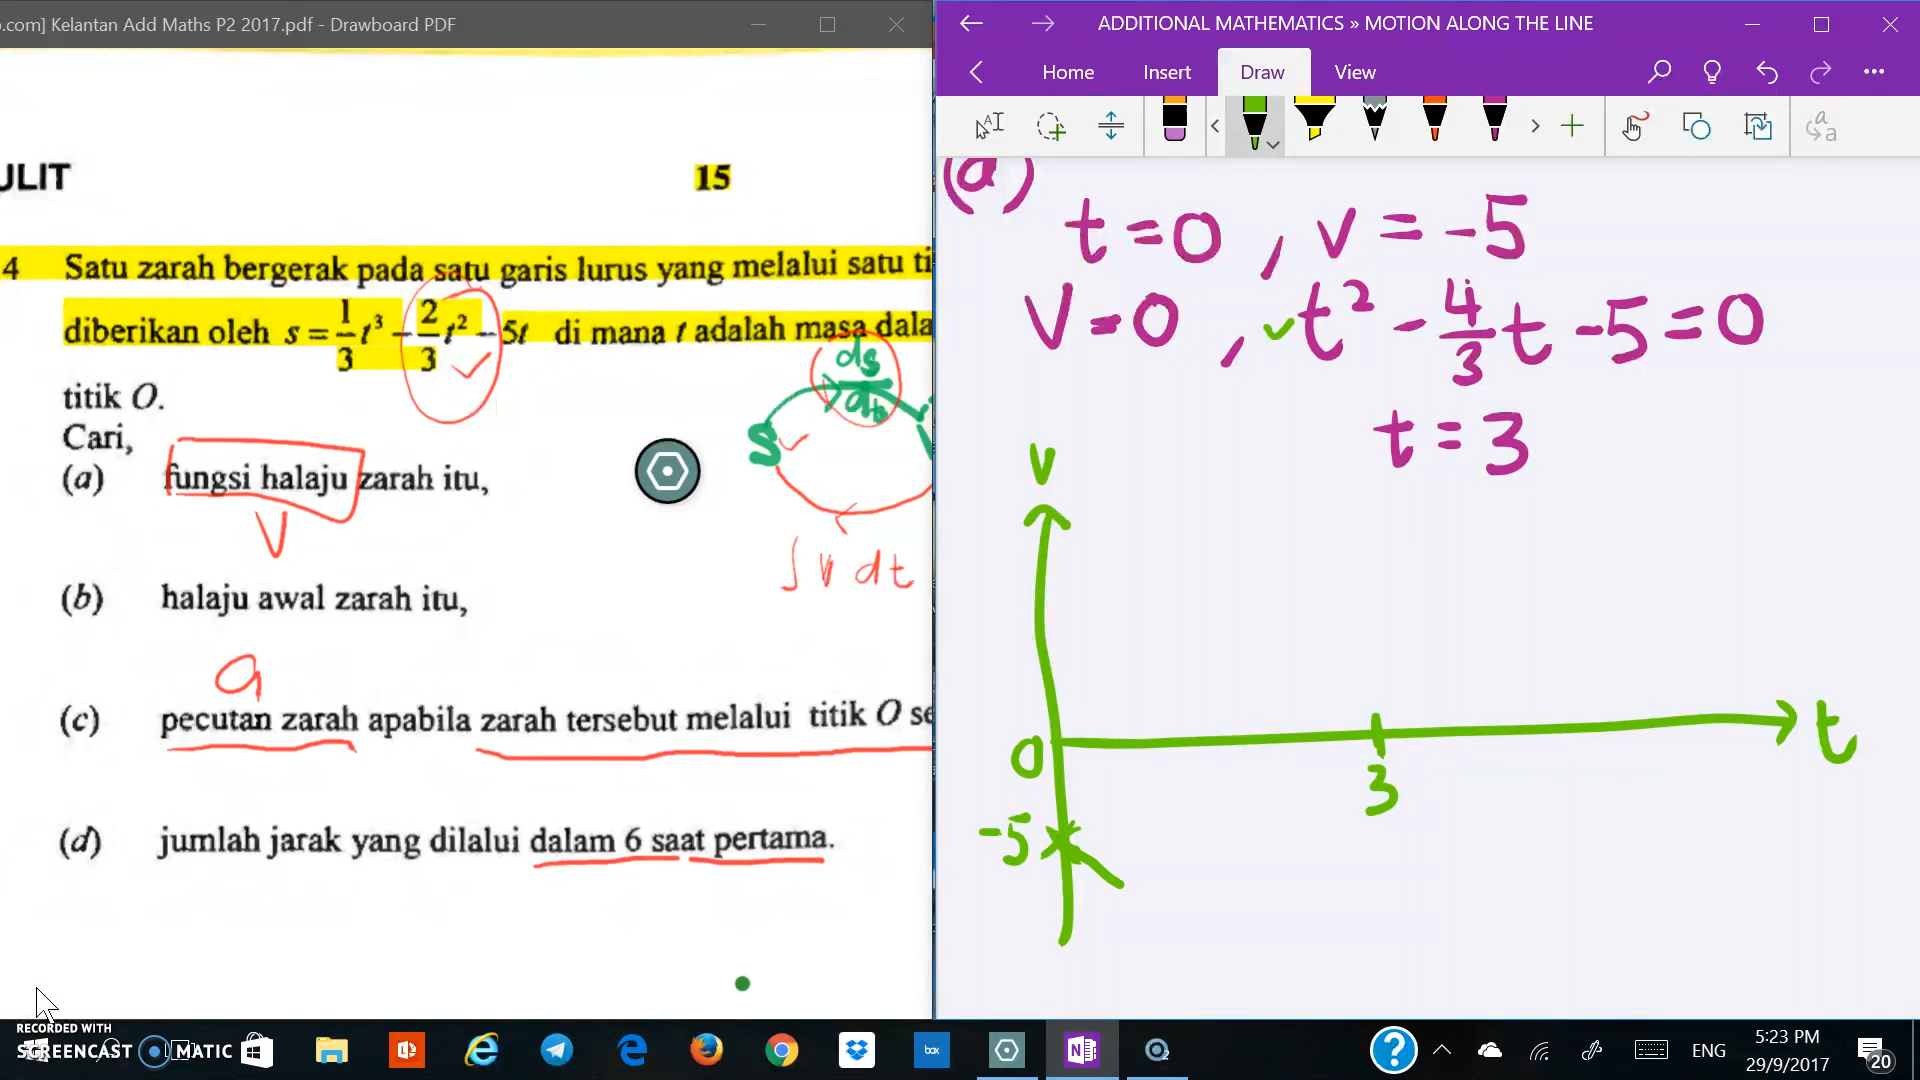 o.com] Kelantan Add Maths P2 2017.pdf - Drawboard PDF
ADDITIONAL MATHEMATICS » MOTION ALONG THE LINE
Home Insert Draw View
ULIT 15
4 Satu zarah bergerak pada satu garis lurus yang melalui satu ti
diberikan oleh s = 1/3 t³ - 2/3 t² - 5t di mana t adalah masa dala
titik O.
Cari,
(a) fungsi halaju zarah itu,
V
(b) halaju awal zarah itu,
a
(c) pecutan zarah apabila zarah tersebut melalui titik O se
(d) jumlah jarak yang dilalui dalam 6 saat pertama.
ds/dt
S
∫ v dt
(d)
t = 0 , v = -5
V = 0 , t² - 4/3 t - 5 = 0
t = 3
v
0
3
t
-5
RECORDED WITH
SCREENCAST MATIC
box
N
ENG
5:23 PM
29/9/2017
20